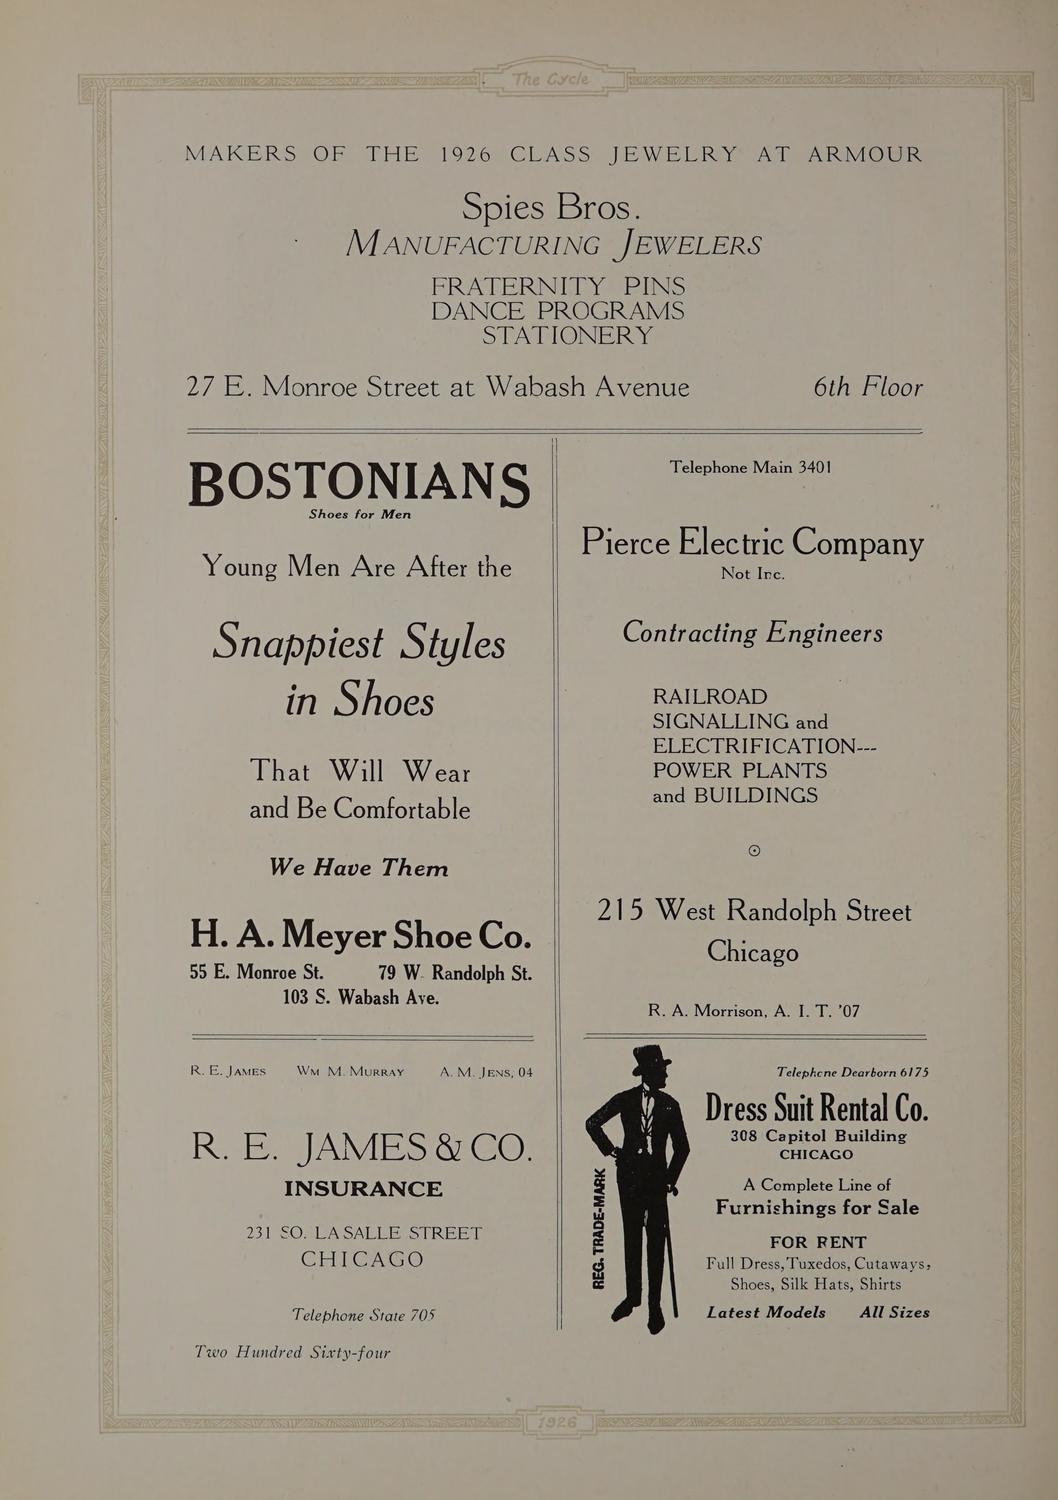 The Cycle
MAKERS OF THE 1926 CLASS JEWELRY AT ARMOUR
Spies Bros.
MANUFACTURING JEWELERS
FRATERNITY PINS
DANCE PROGRAMS
STATIONERY
27 E. Monroe Street at Wabash Avenue 6th Floor
BOSTONIANS
Shoes for Men
Young Men Are After the
Snappiest Styles
in Shoes
That Will Wear
and Be Comfortable
We Have Them
H. A. Meyer Shoe Co.
55 E. Monroe St. 79 W. Randolph St.
103 S. Wabash Ave.
Telephone Main 3401
Pierce Electric Company
Not Inc.
Contracting Engineers
RAILROAD
SIGNALLING and
ELECTRIFICATION---
POWER PLANTS
and BUILDINGS
215 West Randolph Street
Chicago
R. A. Morrison, A. I. T. '07
R. E. JAMES WM M. MURRAY A. M. JENS, 04
R. E. JAMES & CO.
INSURANCE
231 SO. LA SALLE STREET
CHICAGO
Telephone State 705
REG. TRADE-MARK
Telephone Dearborn 6175
Dress Suit Rental Co.
308 Capitol Building
CHICAGO
A Complete Line of
Furnishings for Sale
FOR RENT
Full Dress, Tuxedos, Cutaways,
Shoes, Silk Hats, Shirts
Latest Models All Sizes
Two Hundred Sixty-four
1926